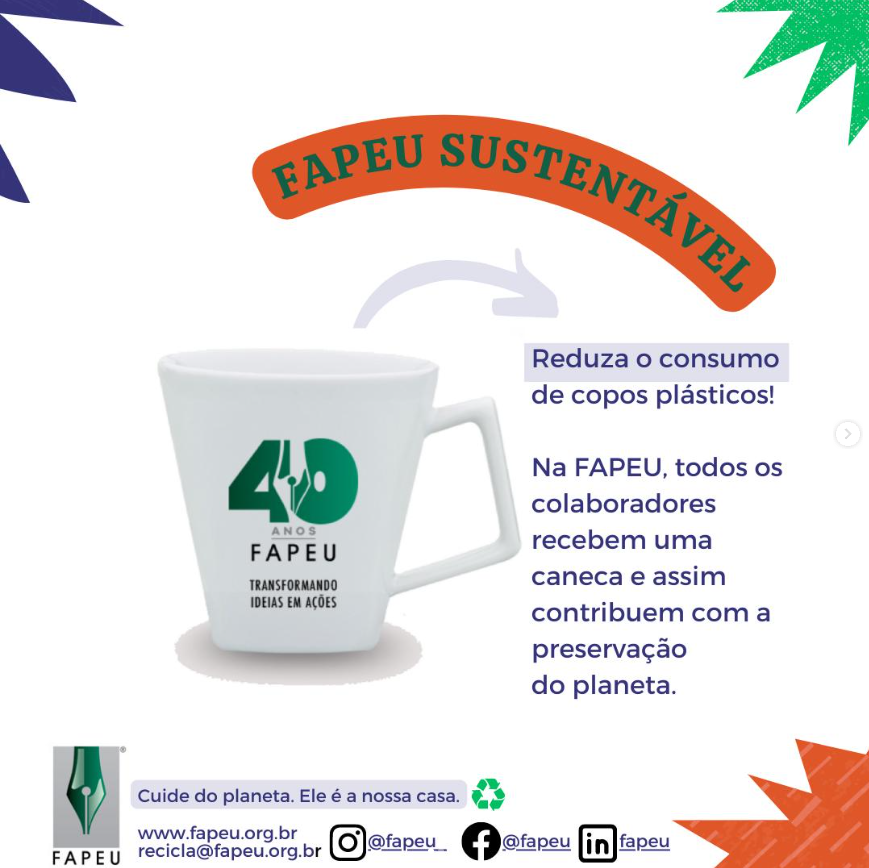 FAPEU SUSTENTÁVEL
Reduza o consumo
de copos plásticos!
Na FAPEU, todos os
colaboradores
recebem uma
caneca e assim
contribuem com a
preservação
do planeta.
40
ANOS
FAPEU
TRANSFORMANDO
IDEIAS EM AÇÕES
®
FAPEU
Cuide do planeta. Ele é a nossa casa.
www.fapeu.org.br
recicla@fapeu.org.br
@fapeu_ @fapeu in fapeu